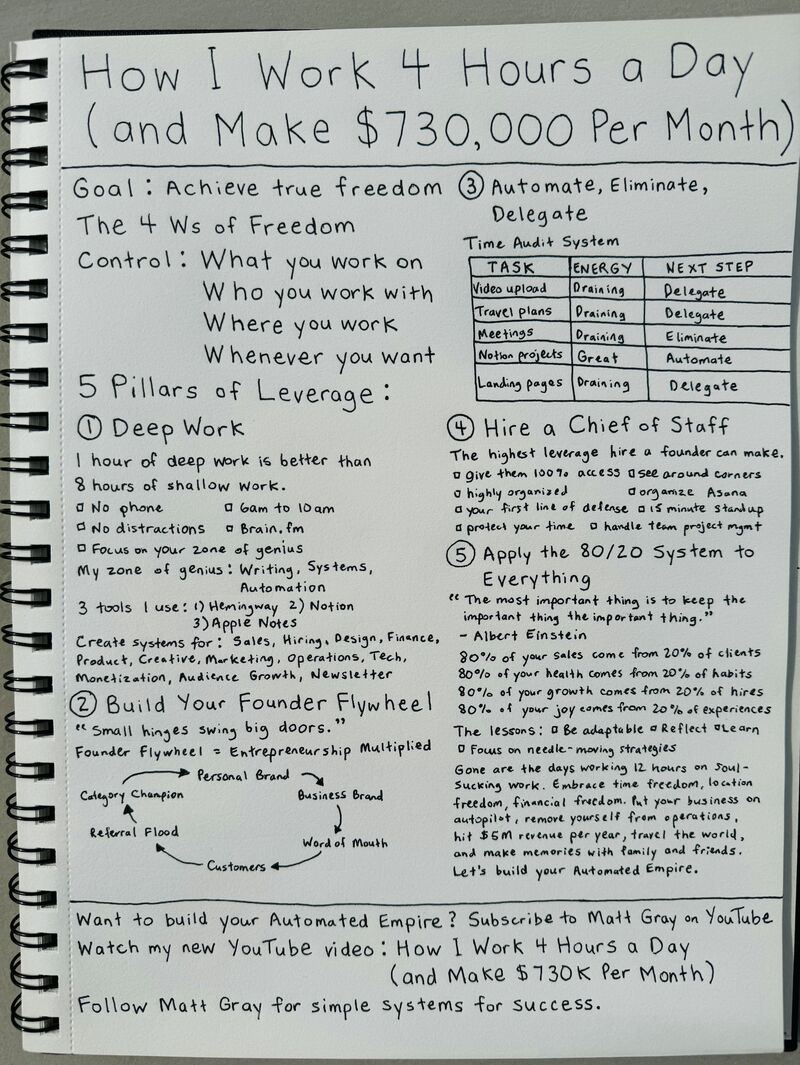 How I Work 4 Hours a Day
(and Make $730,000 Per Month)
Goal: Achieve true freedom
The 4 Ws of Freedom
Control: What you work on
Who you work with
Where you work
Whenever you want
5 Pillars of Leverage:
① Deep Work
1 hour of deep work is better than
8 hours of shallow work.
□ No phone □ 6am to 10am
□ No distractions □ Brain.fm
□ Focus on your zone of genius
My zone of genius: Writing, Systems,
Automation
3 tools I use: 1) Hemingway 2) Notion
3) Apple Notes
Create systems for: Sales, Hiring, Design, Finance,
Product, Creative, Marketing, Operations, Tech,
Monetization, Audience Growth, Newsletter
② Build Your Founder Flywheel
"Small hinges swing big doors."
Founder Flywheel = Entrepreneurship Multiplied
Personal Brand
Business Brand
Word of Mouth
Customers
Referral Flood
Category Champion
③ Automate, Eliminate,
Delegate
Time Audit System
TASK ENERGY NEXT STEP
Video upload Draining Delegate
Travel plans Draining Delegate
Meetings Draining Eliminate
Notion projects Great Automate
Landing pages Draining Delegate
④ Hire a Chief of Staff
The highest leverage hire a founder can make.
□ give them 100% access □ see around corners
□ highly organized □ organize Asana
□ your first line of defense □ 15 minute standup
□ protect your time □ handle team project mgmt
⑤ Apply the 80/20 System to
Everything
"The most important thing is to keep the
important thing the important thing."
- Albert Einstein
80% of your sales come from 20% of clients
80% of your health comes from 20% of habits
80% of your growth comes from 20% of hires
80% of your joy comes from 20% of experiences
The lessons: □ Be adaptable □ Reflect □ Learn
□ Focus on needle-moving strategies
Gone are the days working 12 hours on soul-
sucking work. Embrace time freedom, location
freedom, financial freedom. Put your business on
autopilot, remove yourself from operations,
hit $5M revenue per year, travel the world,
and make memories with family and friends.
Let's build your Automated Empire.
Want to build your Automated Empire? Subscribe to Matt Gray on YouTube
Watch my new YouTube video: How I Work 4 Hours a Day
(and Make $730K Per Month)
Follow Matt Gray for simple systems for success.